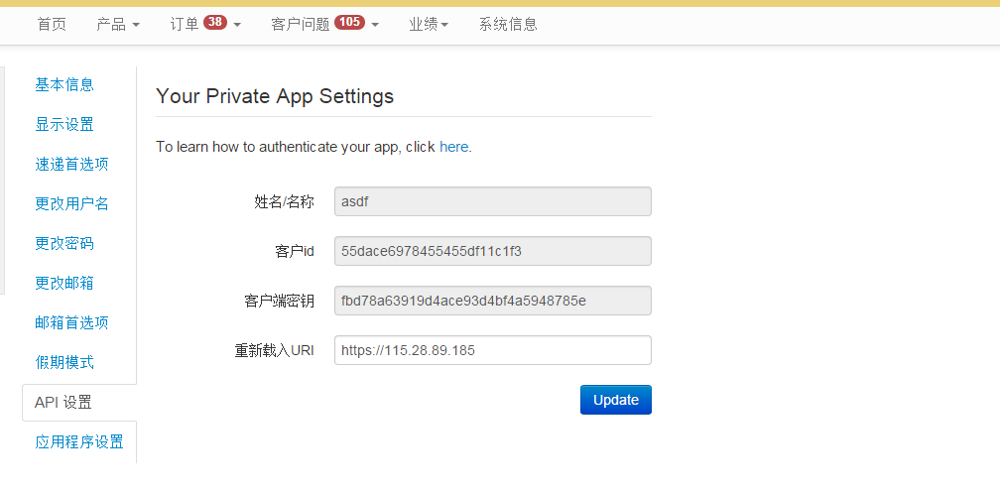 首页 产品 订单 38 客户问题 105 业绩 系统信息
基本信息
显示设置
速递首选项
更改用户名
更改密码
更改邮箱
邮箱首选项
假期模式
API 设置
应用程序设置
Your Private App Settings
To learn how to authenticate your app, click here.
姓名/名称 asdf
客户id 55dace6978455455df11c1f3
客户端密钥 fbd78a63919d4ace93d4bf4a5948785e
重新载入URI https://115.28.89.185
Update